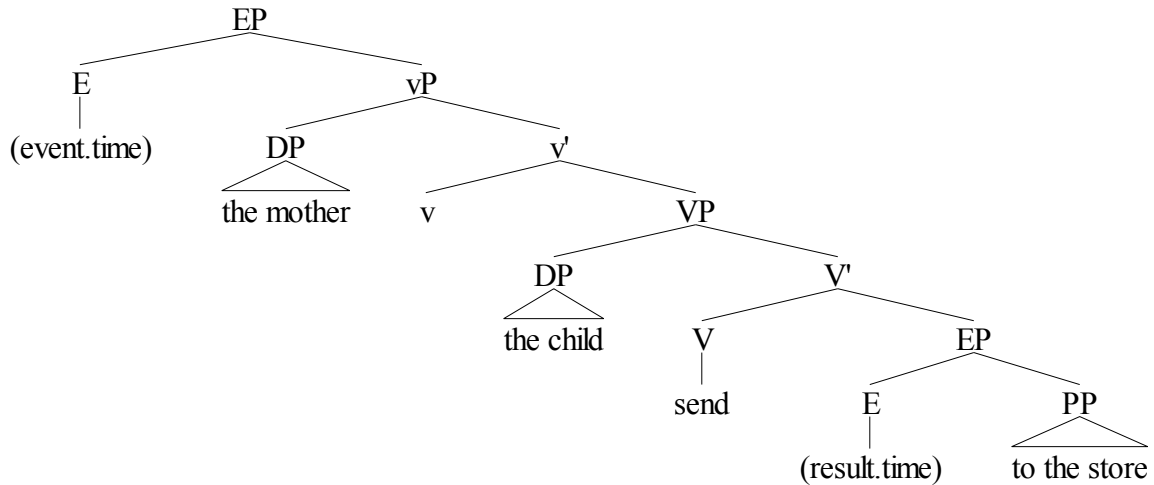 EP
E vP
(event.time) DP v'
the mother v VP
DP V'
the child V EP
send E PP
(result.time) to the store